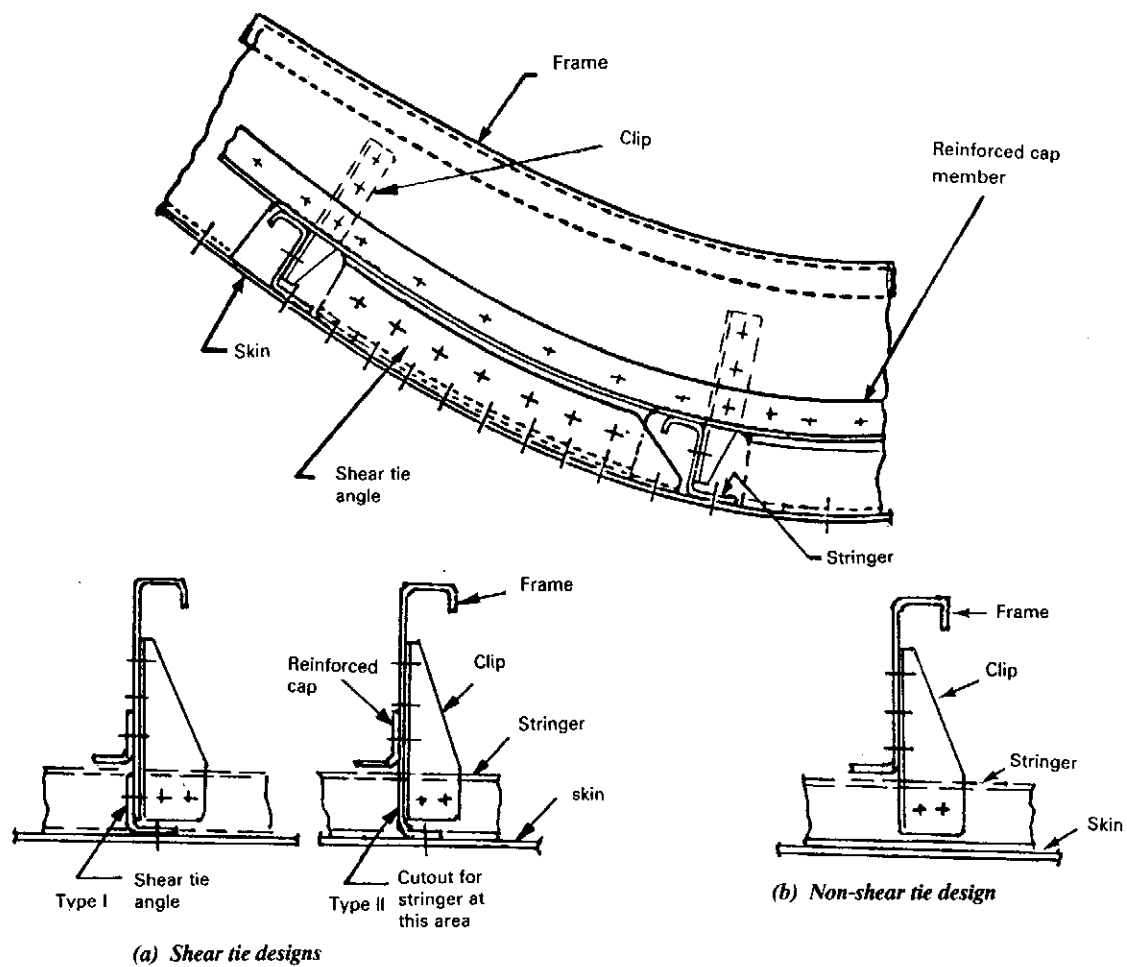 Frame
Clip
Reinforced cap
member
Skin
Shear tie
angle
Stringer
Frame
Reinforced
cap
Clip
Stringer
skin
Type I
Shear tie
angle
Type II
Cutout for
stringer at
this area
(a) Shear tie designs
Frame
Clip
Stringer
Skin
(b) Non-shear tie design